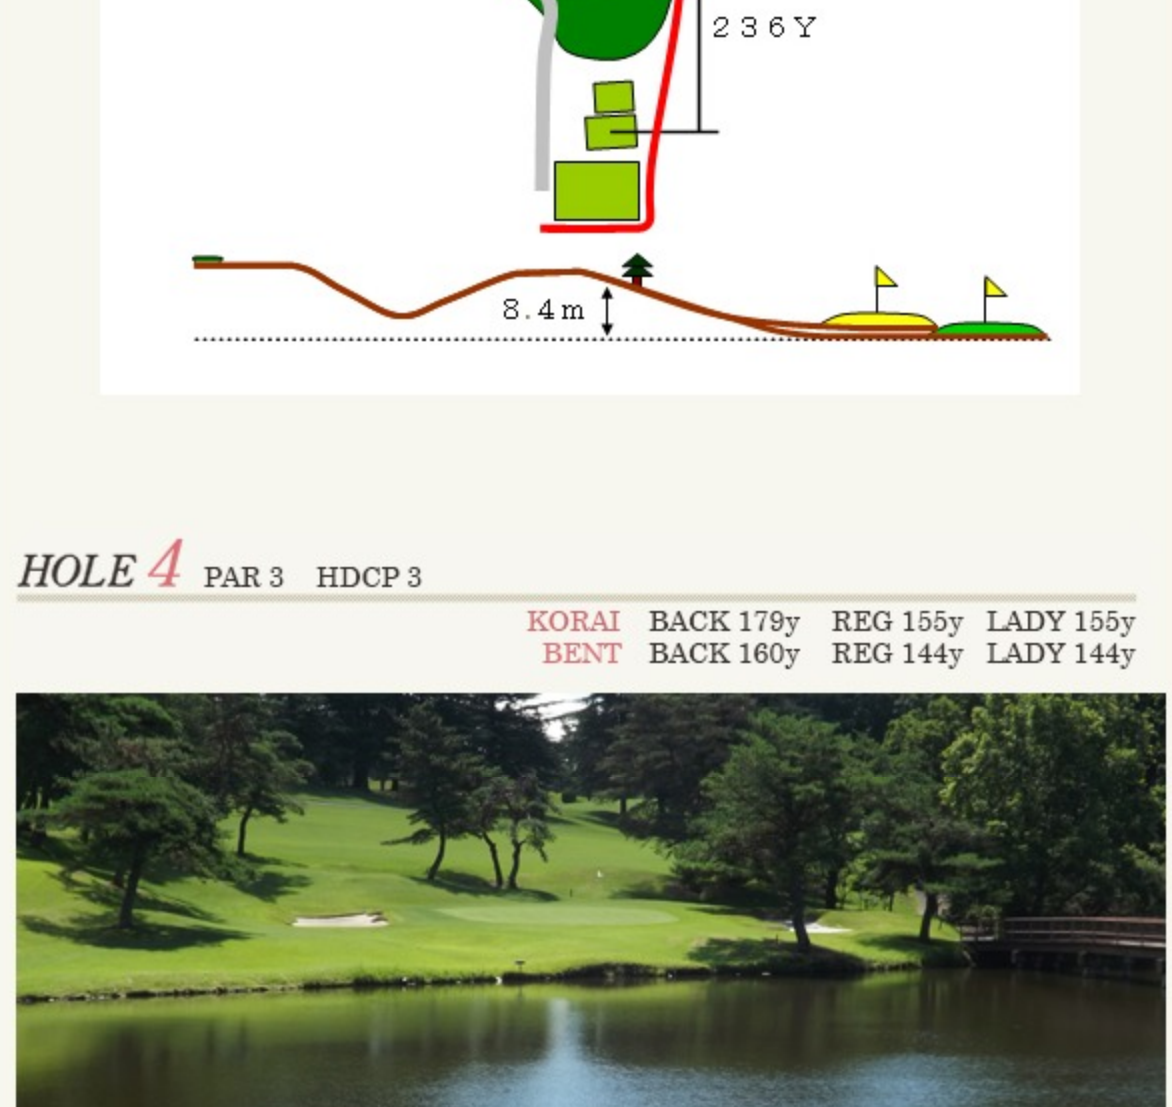 236Y
8.4m
HOLE 4 PAR 3 HDCP 3
KORAI BACK 179y REG 155y LADY 155y
BENT BACK 160y REG 144y LADY 144y